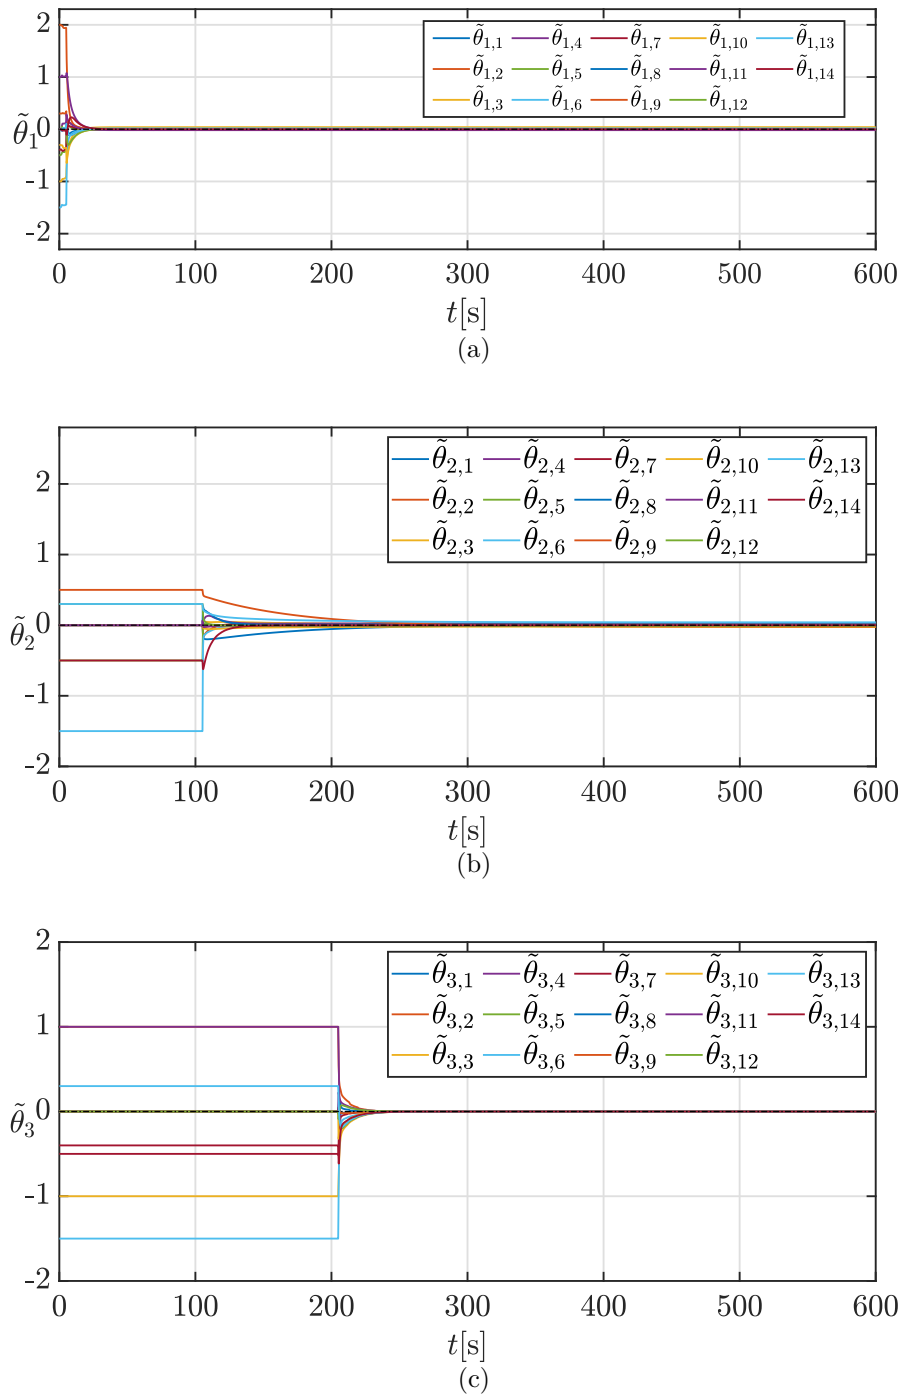 2
1
0
-1
-2
θ̃₁
θ̃₁,₁ θ̃₁,₄ θ̃₁,₇ θ̃₁,₁₀ θ̃₁,₁₃
θ̃₁,₂ θ̃₁,₅ θ̃₁,₈ θ̃₁,₁₁ θ̃₁,₁₄
θ̃₁,₃ θ̃₁,₆ θ̃₁,₉ θ̃₁,₁₂
0 100 200 300 400 500 600
t[s]
(a)
2
1
0
-1
-2
θ̃₂
θ̃₂,₁ θ̃₂,₄ θ̃₂,₇ θ̃₂,₁₀ θ̃₂,₁₃
θ̃₂,₂ θ̃₂,₅ θ̃₂,₈ θ̃₂,₁₁ θ̃₂,₁₄
θ̃₂,₃ θ̃₂,₆ θ̃₂,₉ θ̃₂,₁₂
0 100 200 300 400 500 600
t[s]
(b)
2
1
0
-1
-2
θ̃₃
θ̃₃,₁ θ̃₃,₄ θ̃₃,₇ θ̃₃,₁₀ θ̃₃,₁₃
θ̃₃,₂ θ̃₃,₅ θ̃₃,₈ θ̃₃,₁₁ θ̃₃,₁₄
θ̃₃,₃ θ̃₃,₆ θ̃₃,₉ θ̃₃,₁₂
0 100 200 300 400 500 600
t[s]
(c)